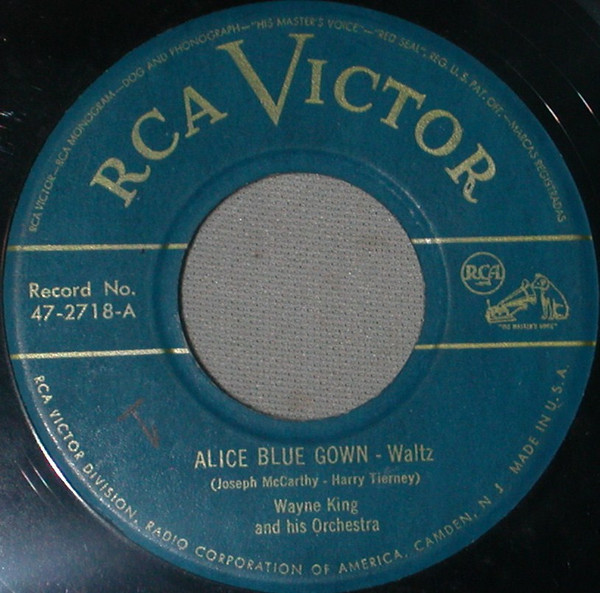 RCA VICTOR—RCA MONOGRAM—DOG AND PHONOGRAPH—"HIS MASTER'S VOICE"—"RED SEAL", REG. U. S. PAT. OFF.—MARCAS REGISTRADAS
RCA VICTOR
Record No.
47-2718-A
RCA
"HIS MASTER'S VOICE"
ALICE BLUE GOWN - Waltz
(Joseph McCarthy - Harry Tierney)
Wayne King
and his Orchestra
RCA VICTOR DIVISION, RADIO CORPORATION OF AMERICA, CAMDEN, N. J. MADE IN U. S. A.